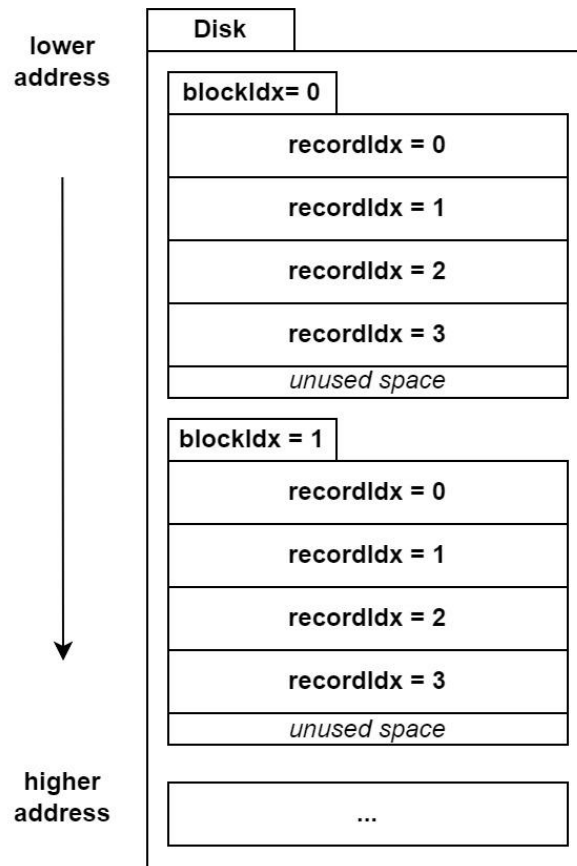 Disk
lower
address
blockIdx= 0
recordIdx = 0
recordIdx = 1
recordIdx = 2
recordIdx = 3
unused space
blockIdx = 1
recordIdx = 0
recordIdx = 1
recordIdx = 2
recordIdx = 3
unused space
higher
address
...